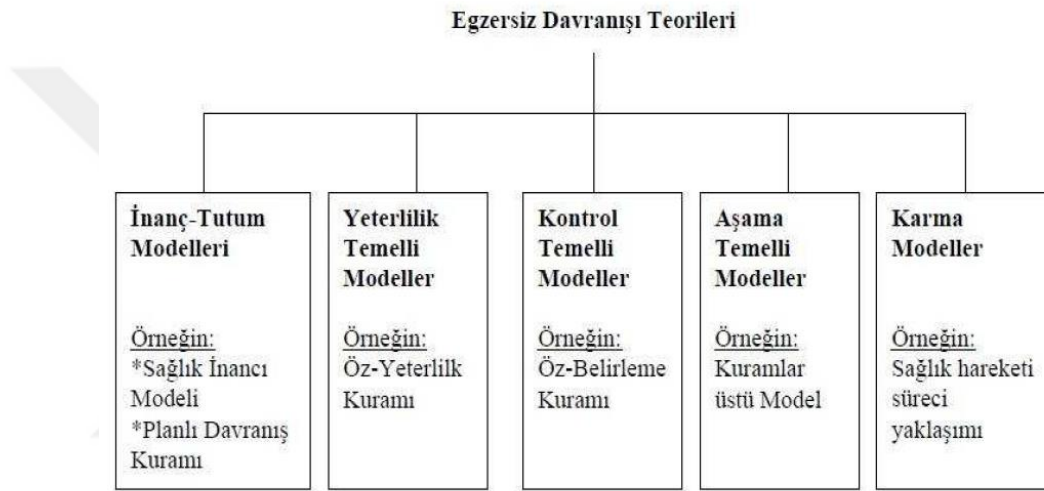 Egzersiz Davranışı Teorileri
İnanç-Tutum
Modelleri
Örneğin:
*Sağlık İnancı
Modeli
*Planlı Davranış
Kuramı
Yeterlilik
Temelli
Modeller
Örneğin:
Öz-Yeterlilk
Kuramı
Kontrol
Temelli
Modeller
Örneğin:
Öz-Belirleme
Kuramı
Aşama
Temelli
Modeller
Örneğin:
Kuramlar
üstü Model
Karma
Modeller
Örneğin:
Sağlık hareketi
süreci
yaklaşımı